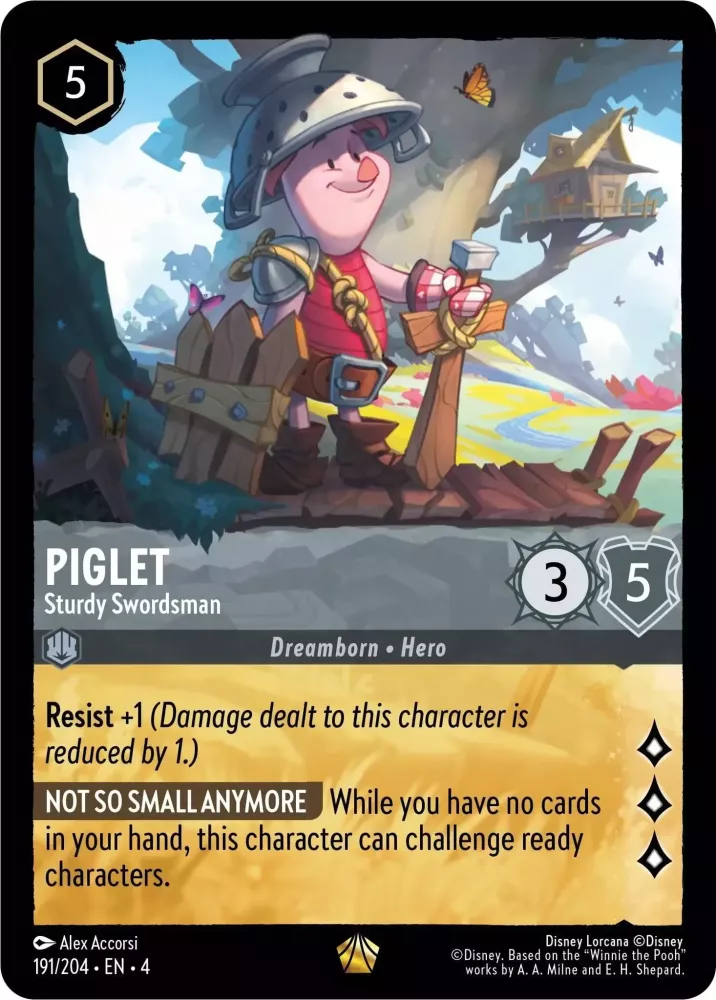 5
PIGLET
Sturdy Swordsman
3
5
Dreamborn • Hero
Resist +1 (Damage dealt to this character is
reduced by 1.)
NOT SO SMALL ANYMORE While you have no cards
in your hand, this character can challenge ready
characters.
Alex Accorsi
191/204 • EN • 4
Disney Lorcana ©Disney
©Disney. Based on the “Winnie the Pooh”
works by A. A. Milne and E. H. Shepard.